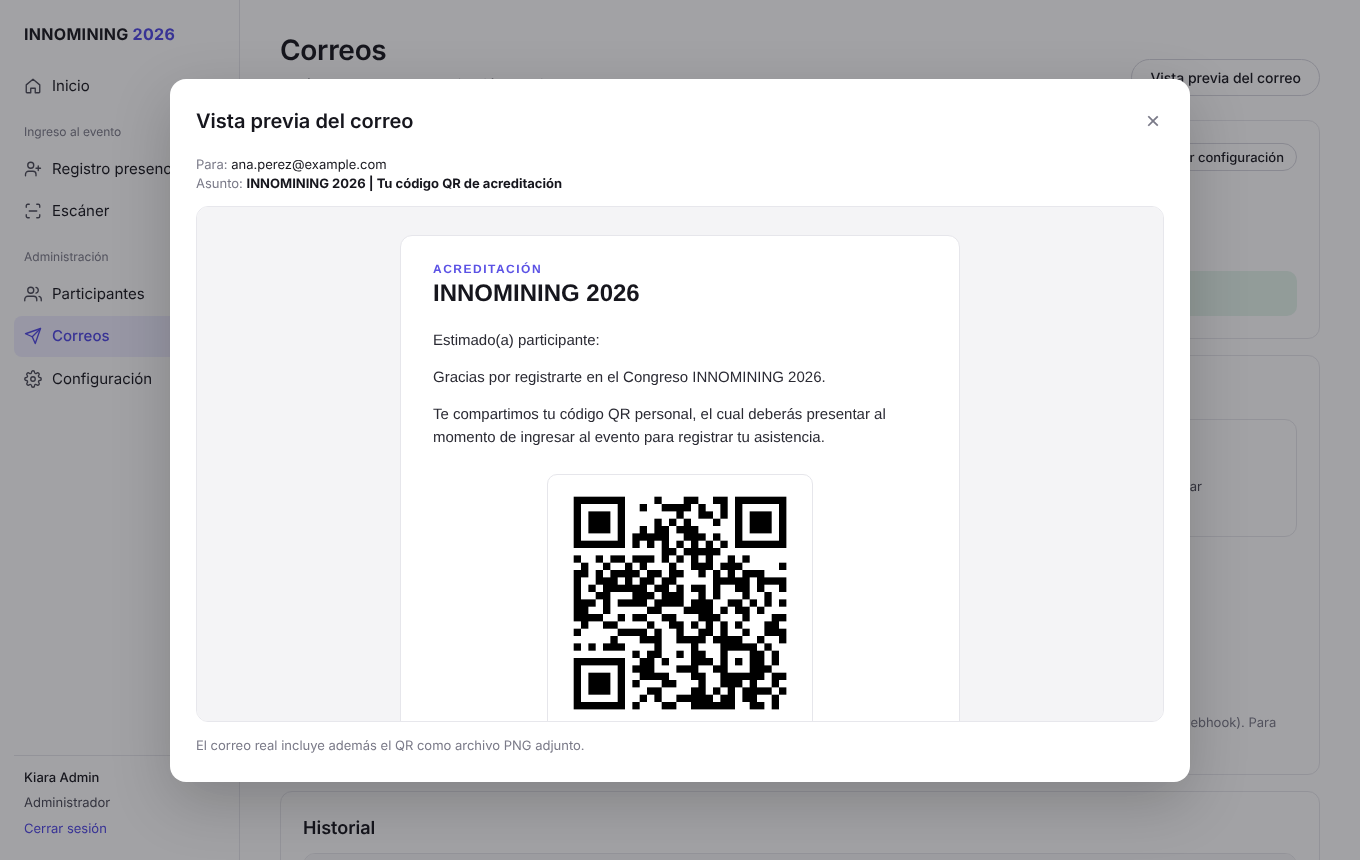 INNOMINING 2026
Inicio
Ingreso al evento
Registro presenc
Escáner
Administración
Participantes
Correos
Configuración
Kiara Admin
Administrador
Cerrar sesión
Correos
Vista previa del correo
configuración
ar
ebhook). Para
Historial
Vista previa del correo
Para: ana.perez@example.com
Asunto: INNOMINING 2026 | Tu código QR de acreditación
ACREDITACIÓN
INNOMINING 2026
Estimado(a) participante:
Gracias por registrarte en el Congreso INNOMINING 2026.
Te compartimos tu código QR personal, el cual deberás presentar al
momento de ingresar al evento para registrar tu asistencia.
El correo real incluye además el QR como archivo PNG adjunto.